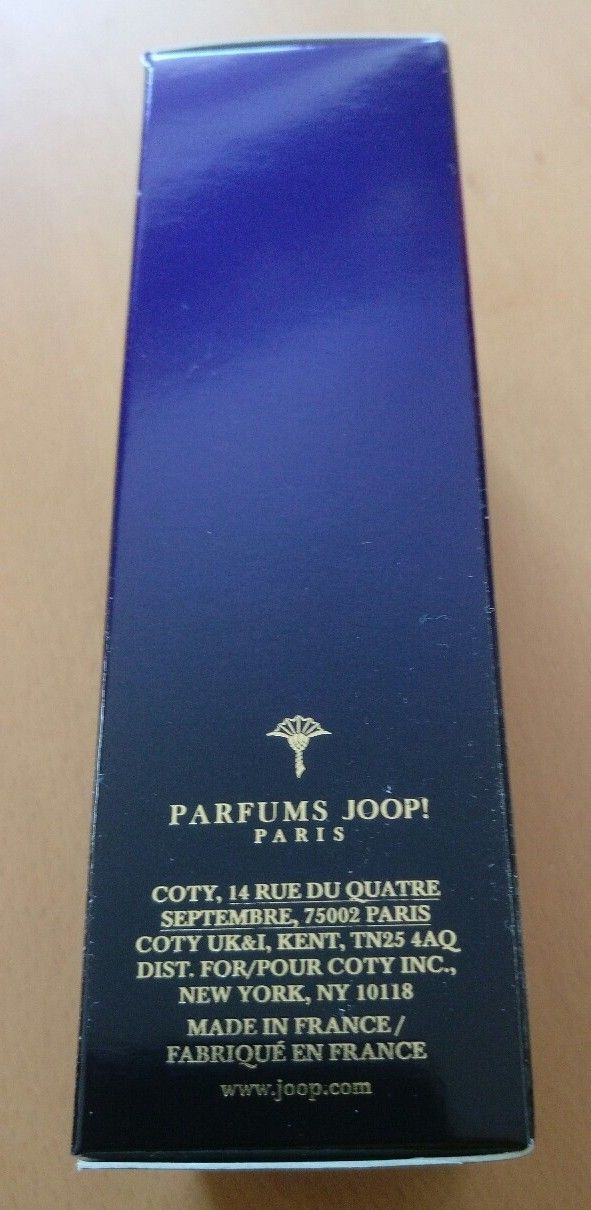 PARFUMS JOOP!
PARIS
COTY, 14 RUE DU QUATRE
SEPTEMBRE, 75002 PARIS
COTY UK&I, KENT, TN25 4AQ
DIST. FOR/POUR COTY INC.,
NEW YORK, NY 10118
MADE IN FRANCE/
FABRIQUÉ EN FRANCE
www.joop.com